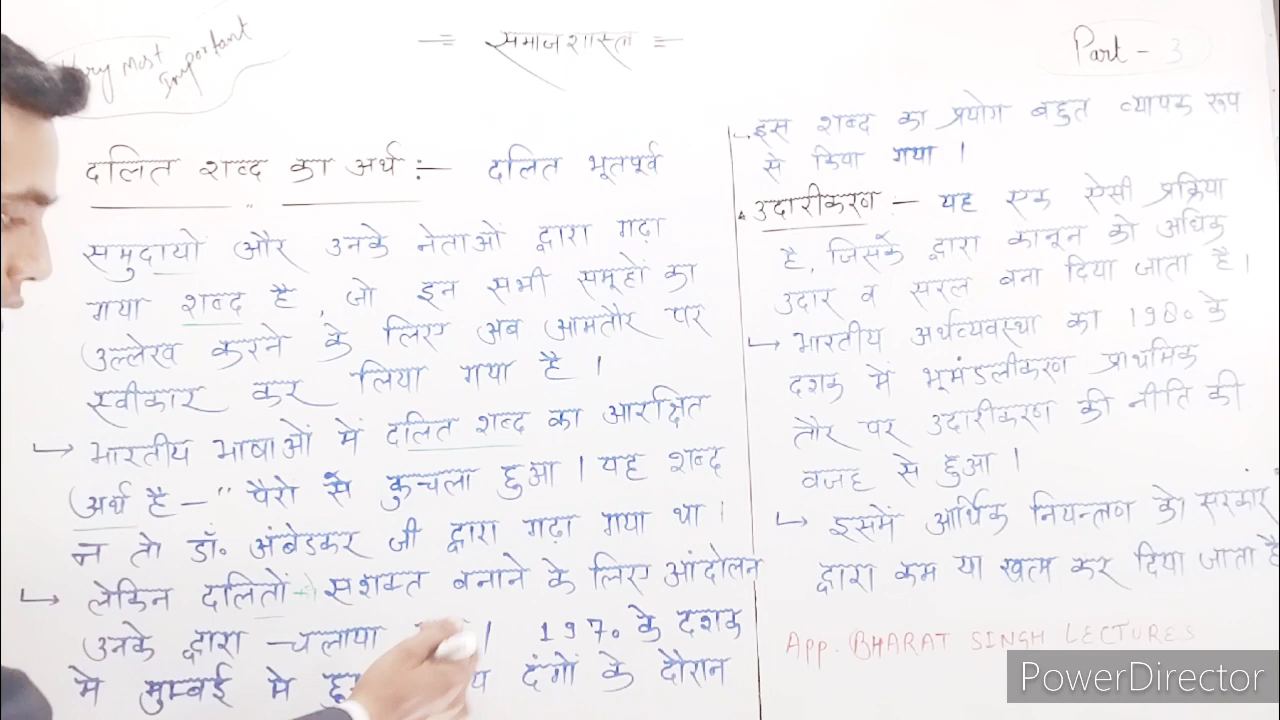 Very most
Important
= समाजशास्त्र =
Part - 3
दलित शब्द का अर्थ :- दलित भूतपूर्व
समुदायों और उनके नेताओं द्वारा गढ़ा
गया शब्द है, जो इन सभी समूहों का
उल्लेख करने के लिए अब आमतौर पर
स्वीकार कर लिया गया है।
↳ भारतीय भाषाओं में दलित शब्द का आरक्षित
अर्थ है – " पैरो से कुचला हुआ। यह शब्द
न तो डॉ. अंबेडकर जी द्वारा गढ़ा गया था।
↳ लेकिन दलितों सशक्त बनाने के लिए आंदोलन
उनके द्वारा चलाया । 1970 के दशक
मे मुम्बई मे दंगों के दौरान
इस शब्द का प्रयोग बहुत व्यापक रूप
से किया गया।
उदारीकरण – यह एक ऐसी प्रक्रिया
है, जिसके द्वारा कानून को अधिक
उदार व सरल बना दिया जाता है।
↳ भारतीय अर्थव्यवस्था का 1980 के
दशक में भूमंडलीकरण प्राथमिक
तौर पर उदारीकरण की नीति की
वजह से हुआ।
↳ इसमें आर्थिक नियन्त्रण को सरकार
द्वारा कम या खत्म कर दिया जाता है
App. BHARAT SINGH LECTURES
PowerDirector